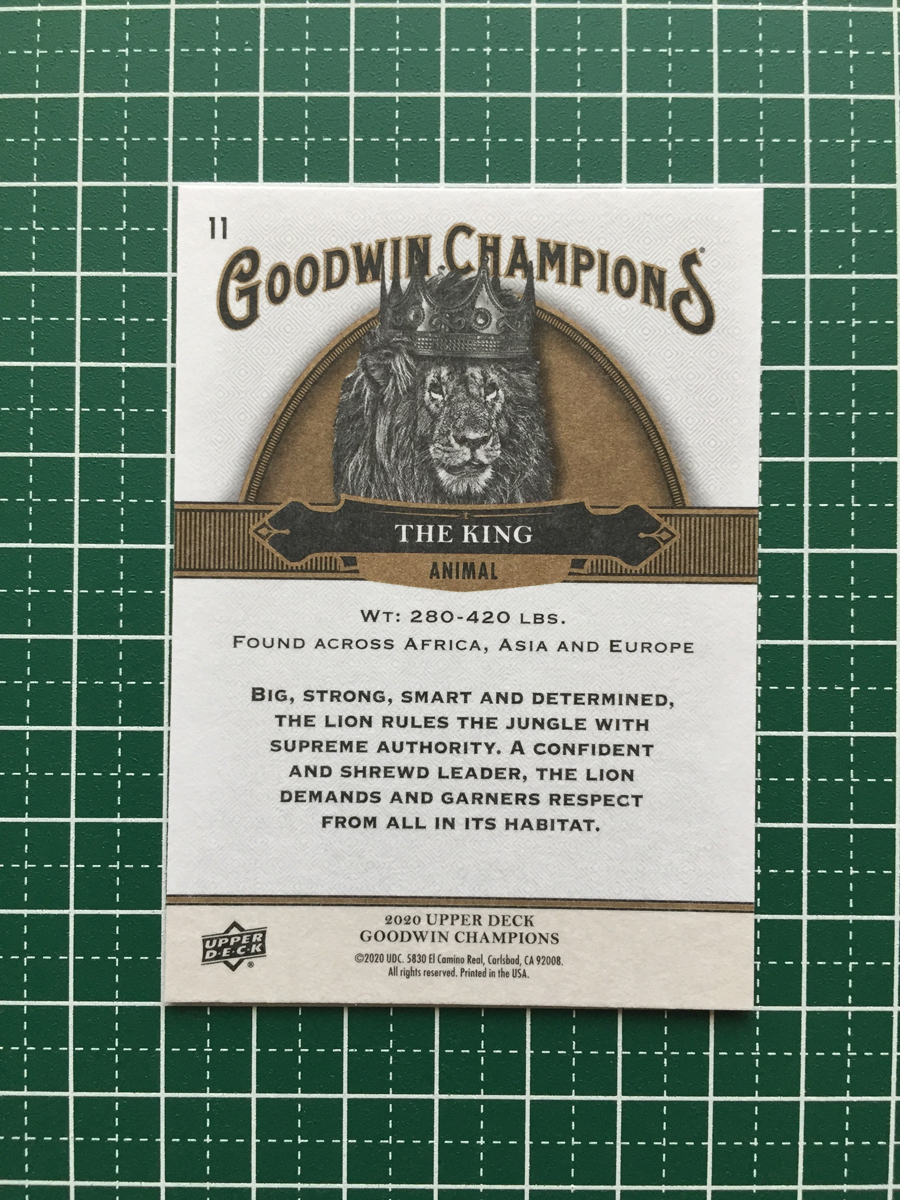 11
GOODWIN CHAMPIONS®
THE KING
ANIMAL
WT: 280-420 LBS.
FOUND ACROSS AFRICA, ASIA AND EUROPE
BIG, STRONG, SMART AND DETERMINED,
THE LION RULES THE JUNGLE WITH
SUPREME AUTHORITY. A CONFIDENT
AND SHREWD LEADER, THE LION
DEMANDS AND GARNERS RESPECT
FROM ALL IN ITS HABITAT.
2020 UPPER DECK
GOODWIN CHAMPIONS
©2020 UDC. 5830 El Camino Real, Carlsbad, CA 92008.
All rights reserved. Printed in the USA.
UPPER
D·E·C·K
®